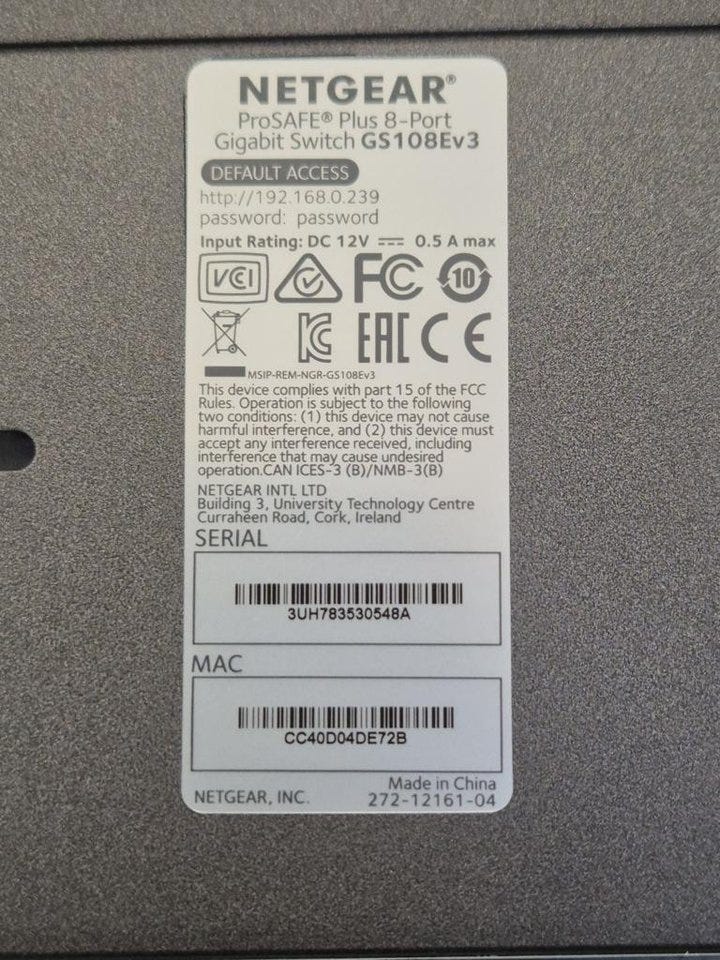 NETGEAR®
ProSAFE® Plus 8-Port
Gigabit Switch GS108Ev3
DEFAULT ACCESS
http://192.168.0.239
password: password
Input Rating: DC 12V ⎓ 0.5 A max
VCI FC 10
EAC CE
MSIP-REM-NGR-GS108Ev3
This device complies with part 15 of the FCC
Rules. Operation is subject to the following
two conditions: (1) this device may not cause
harmful interference, and (2) this device must
accept any interference received, including
interference that may cause undesired
operation.CAN ICES-3 (B)/NMB-3(B)
NETGEAR INTL LTD
Building 3, University Technology Centre
Curraheen Road, Cork, Ireland
SERIAL
3UH783530548A
MAC
CC40D04DE72B
Made in China
NETGEAR, INC. 272-12161-04